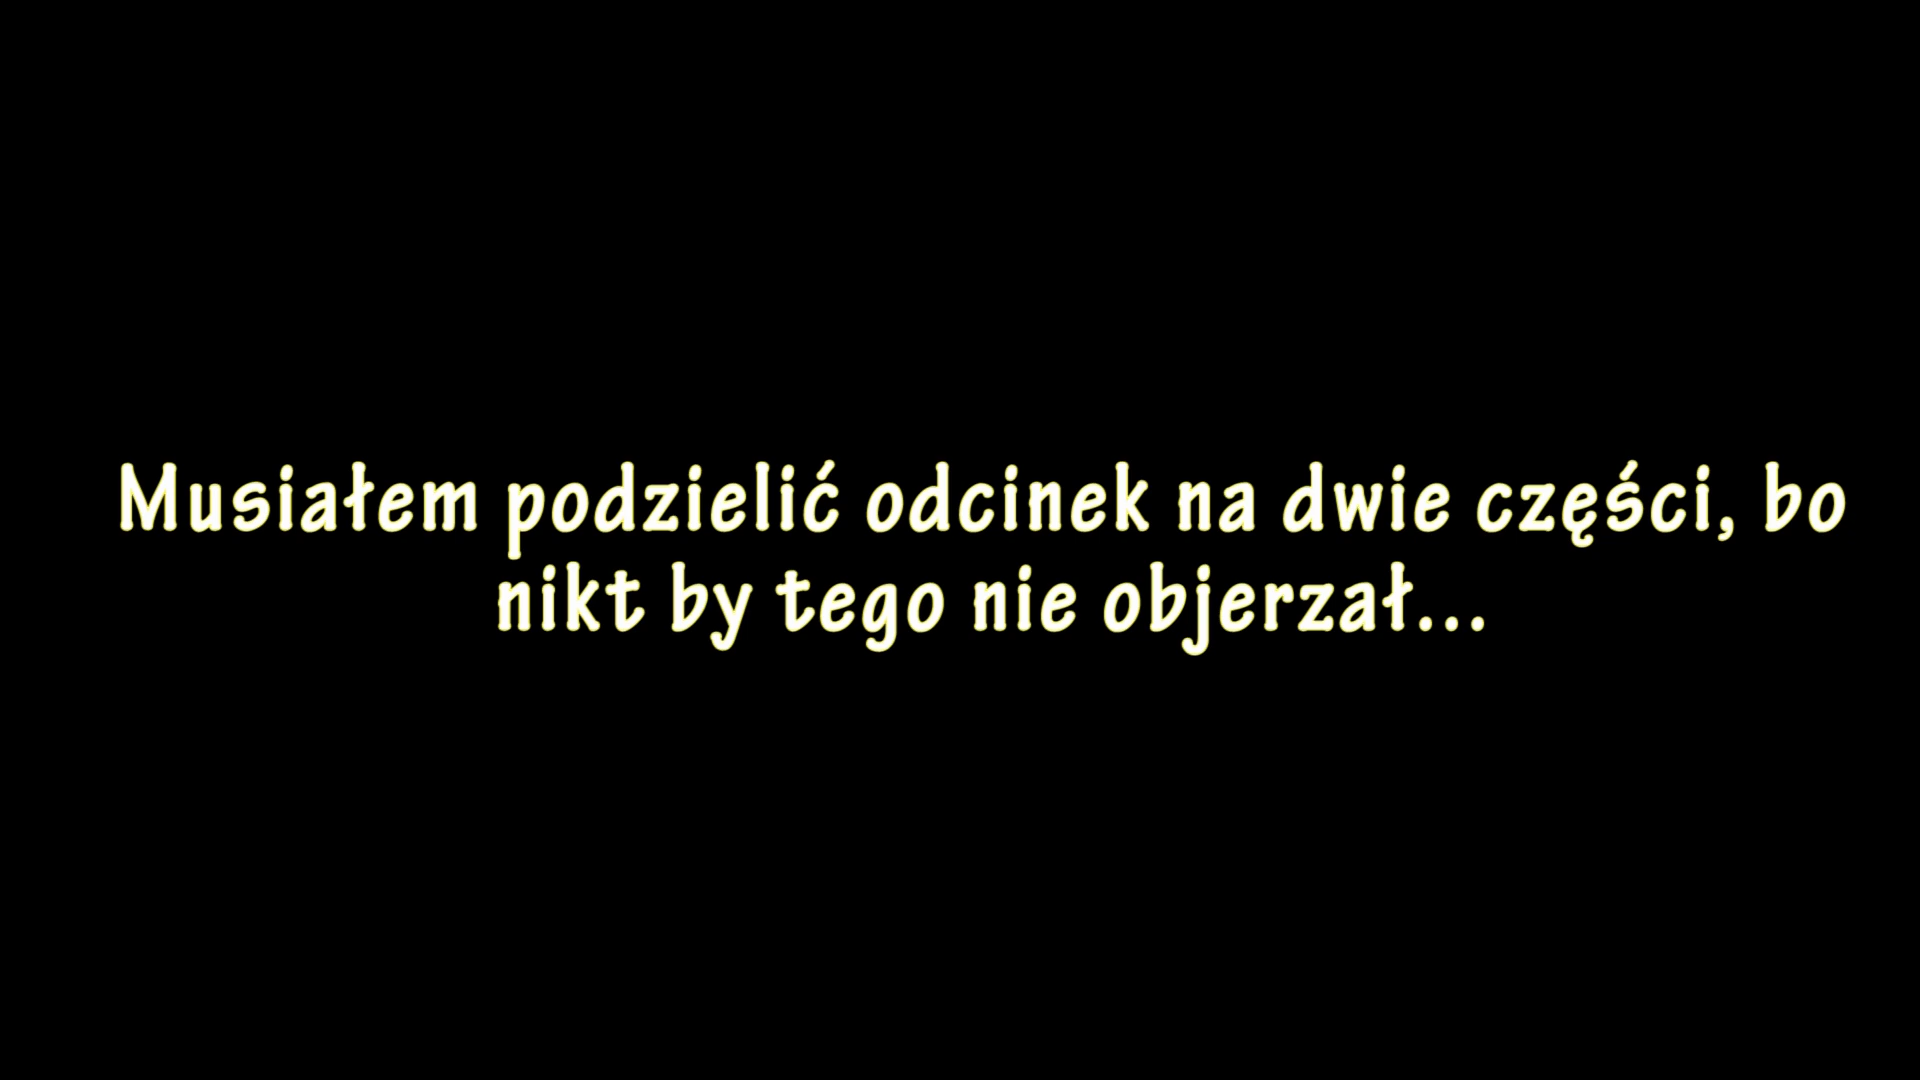 Musiałem podzielić odcinek na dwie części, bo
nikt by tego nie objerzał...